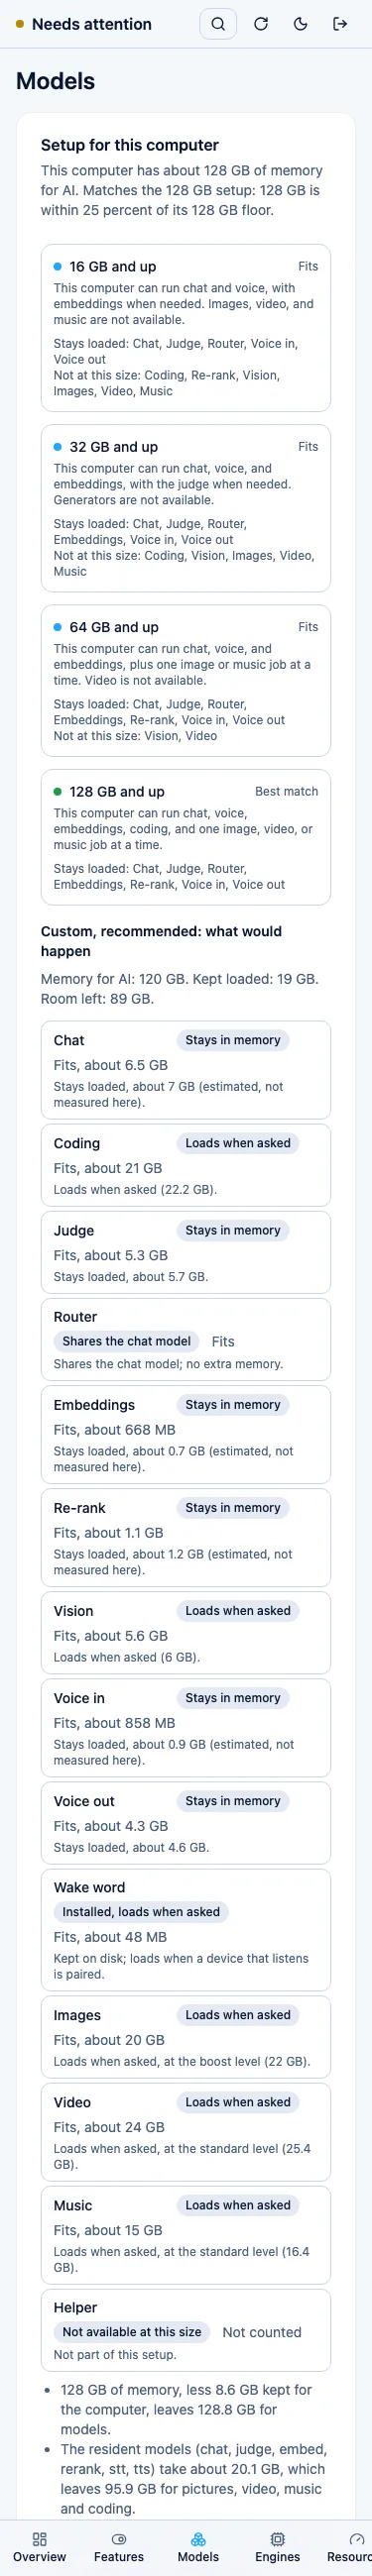 Needs attention
Models
Setup for this computer
This computer has about 128 GB of memory
for AI. Matches the 128 GB setup: 128 GB is
within 25 percent of its 128 GB floor.
16 GB and up Fits
This computer can run chat and voice, with
embeddings when needed. Images, video, and
music are not available.
Stays loaded: Chat, Judge, Router, Voice in,
Voice out
Not at this size: Coding, Re-rank, Vision,
Images, Video, Music
32 GB and up Fits
This computer can run chat, voice, and
embeddings, with the judge when needed.
Generators are not available.
Stays loaded: Chat, Judge, Router,
Embeddings, Voice in, Voice out
Not at this size: Coding, Vision, Images, Video,
Music
64 GB and up Fits
This computer can run chat, voice, and
embeddings, plus one image or music job at a
time. Video is not available.
Stays loaded: Chat, Judge, Router,
Embeddings, Re-rank, Voice in, Voice out
Not at this size: Vision, Video
128 GB and up Best match
This computer can run chat, voice,
embeddings, coding, and one image, video, or
music job at a time.
Stays loaded: Chat, Judge, Router,
Embeddings, Re-rank, Voice in, Voice out
Custom, recommended: what would
happen
Memory for AI: 120 GB. Kept loaded: 19 GB.
Room left: 89 GB.
Chat Stays in memory
Fits, about 6.5 GB
Stays loaded, about 7 GB (estimated, not
measured here).
Coding Loads when asked
Fits, about 21 GB
Loads when asked (22.2 GB).
Judge Stays in memory
Fits, about 5.3 GB
Stays loaded, about 5.7 GB.
Router
Shares the chat model Fits
Shares the chat model; no extra memory.
Embeddings Stays in memory
Fits, about 668 MB
Stays loaded, about 0.7 GB (estimated, not
measured here).
Re-rank Stays in memory
Fits, about 1.1 GB
Stays loaded, about 1.2 GB (estimated, not
measured here).
Vision Loads when asked
Fits, about 5.6 GB
Loads when asked (6 GB).
Voice in Stays in memory
Fits, about 858 MB
Stays loaded, about 0.9 GB (estimated, not
measured here).
Voice out Stays in memory
Fits, about 4.3 GB
Stays loaded, about 4.6 GB.
Wake word
Installed, loads when asked
Fits, about 48 MB
Kept on disk; loads when a device that listens
is paired.
Images Loads when asked
Fits, about 20 GB
Loads when asked, at the boost level (22 GB).
Video Loads when asked
Fits, about 24 GB
Loads when asked, at the standard level (25.4
GB).
Music Loads when asked
Fits, about 15 GB
Loads when asked, at the standard level (16.4
GB).
Helper
Not available at this size Not counted
Not part of this setup.
128 GB of memory, less 8.6 GB kept for
the computer, leaves 128.8 GB for
models.
The resident models (chat, judge, embed,
rerank, stt, tts) take about 20.1 GB, which
leaves 95.9 GB for pictures, video, music
and coding.
Overview Features Models Engines Resourc